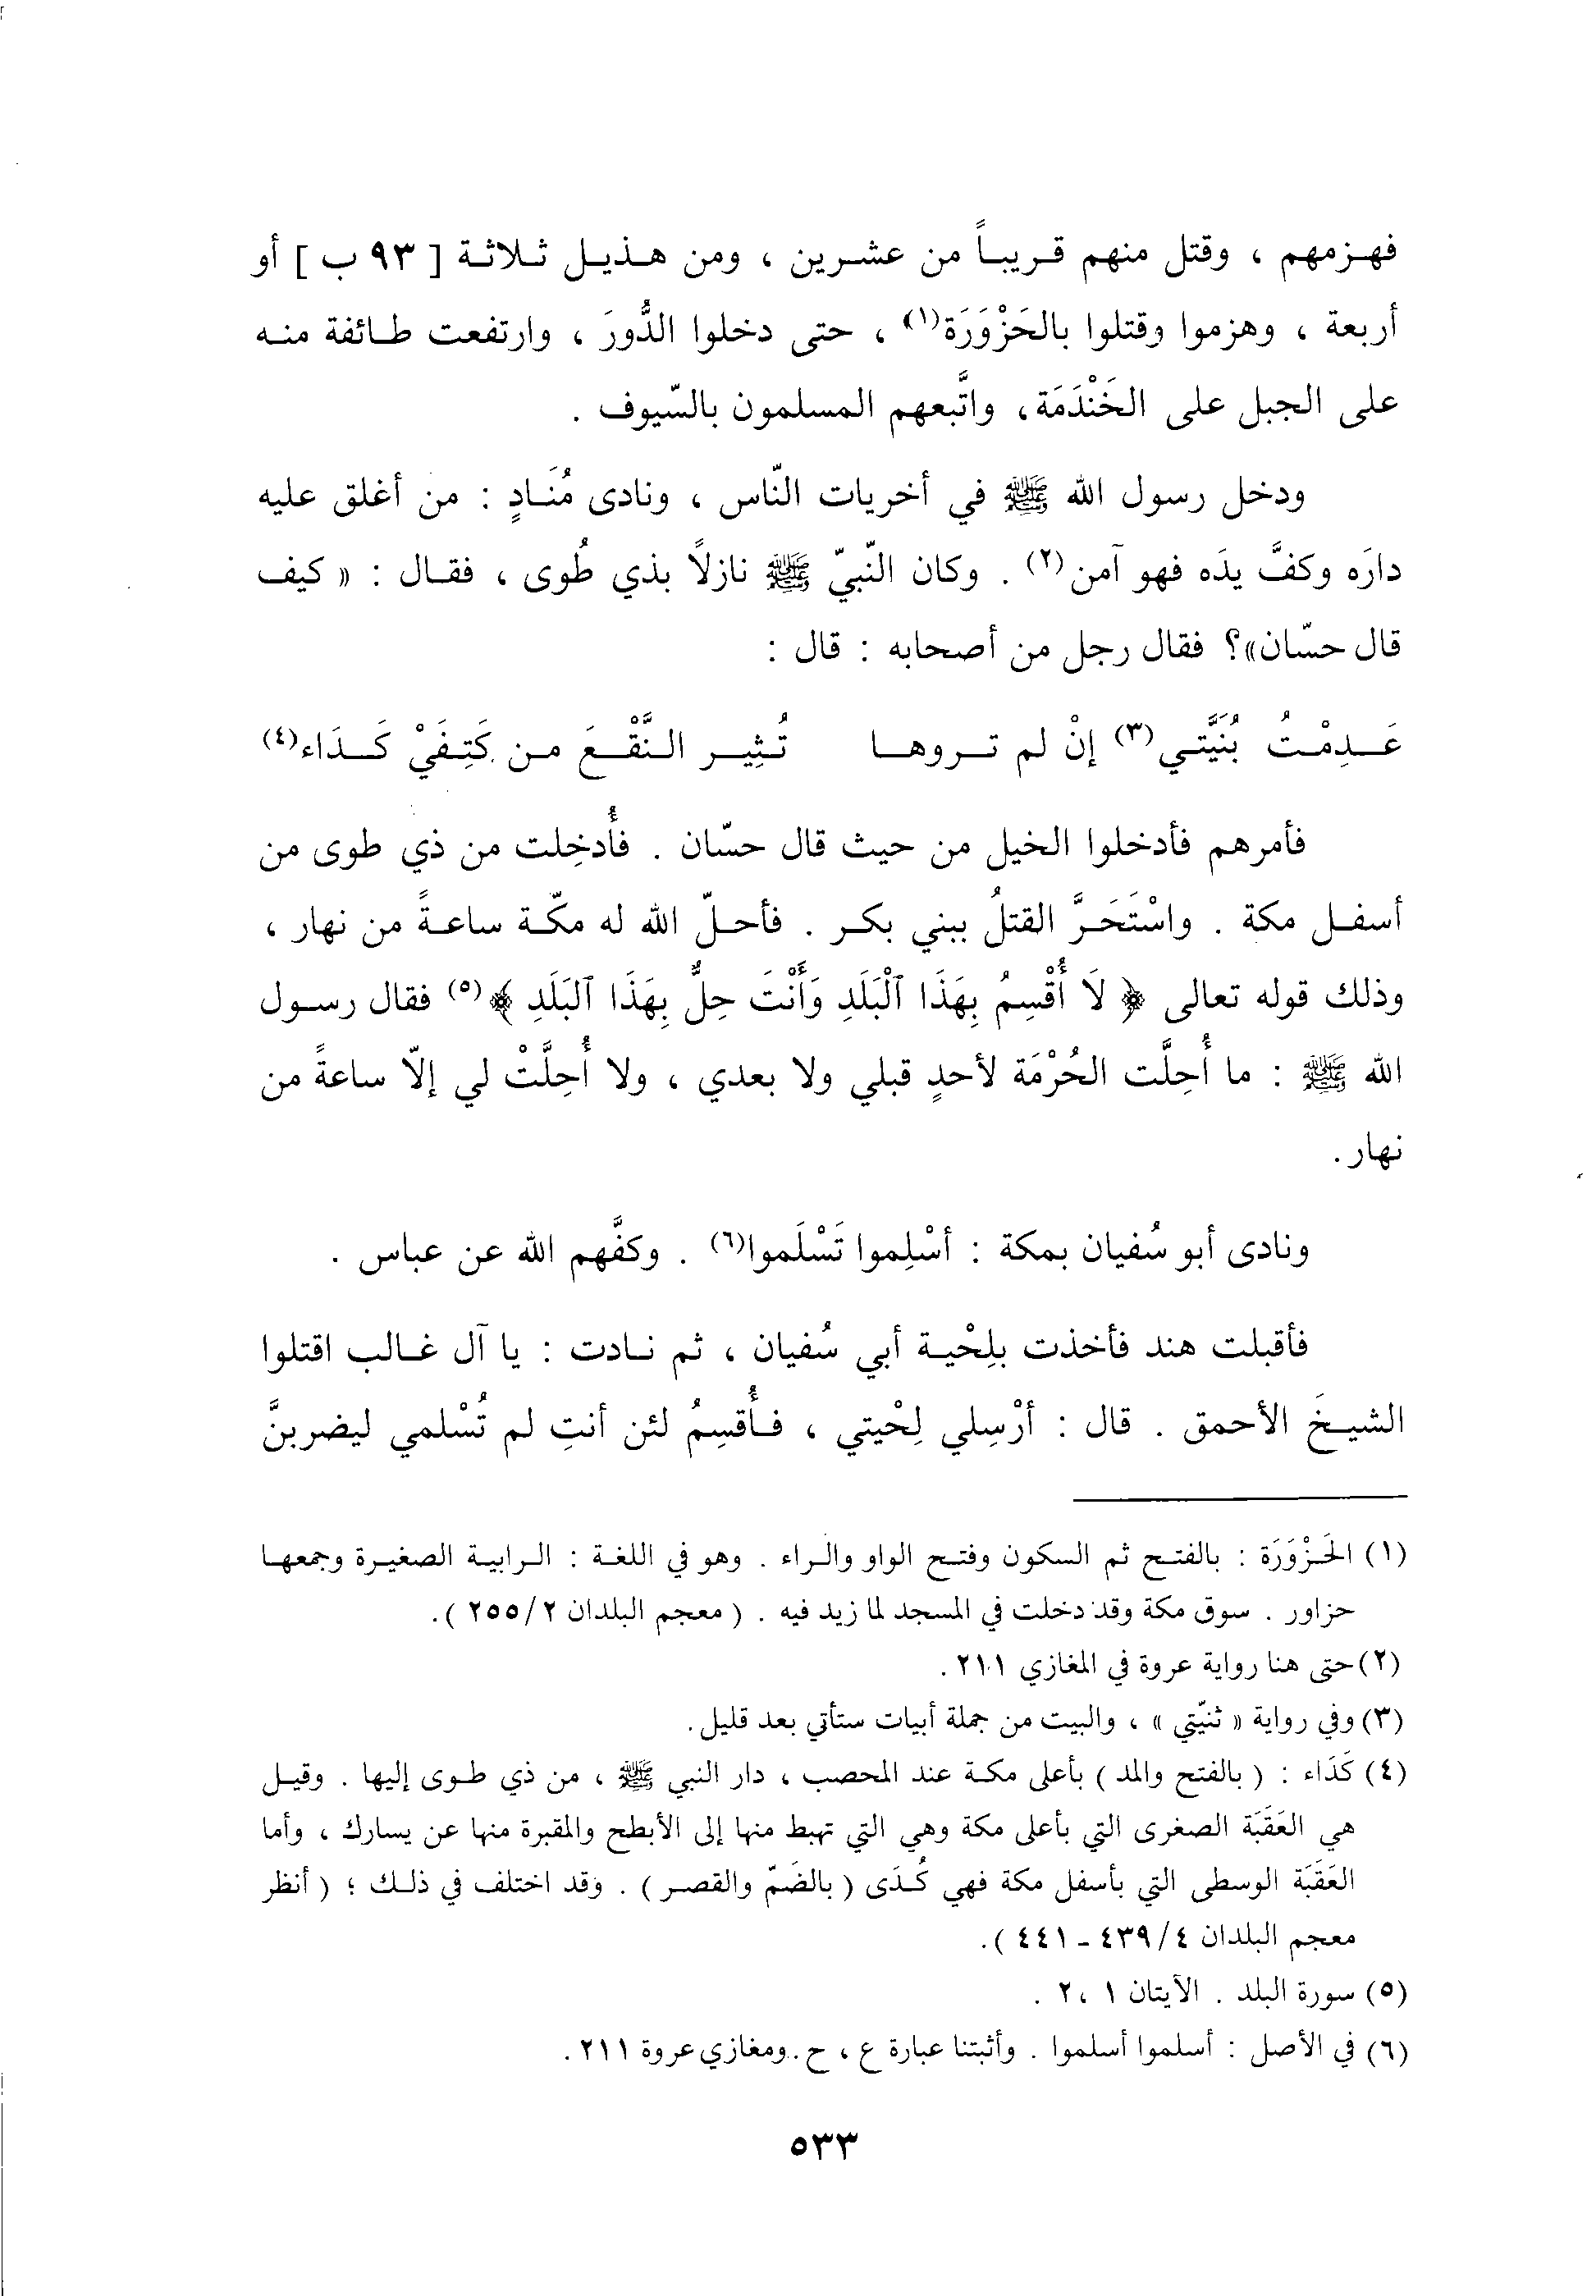 فهزمهم ، وقتل منهم قريباً من عشرين ، ومن هذيل ثلاثة [ ٩٣ ب ] أو
أربعة ، وهزموا وقتلوا بالحَزْوَرَة(١) ، حتى دخلوا الدُّورَ ، وارتفعت طائفة منه
على الجبل على الخَنْدَمَة، واتَّبعهم المسلمون بالسّيوف .
ودخل رسول الله ﷺ في أخريات النّاس ، ونادى مُنَادٍ : من أغلق عليه
دارَه وكفَّ يدَه فهو آمن(٢) . وكان النّبيّ ﷺ نازلاً بذي طُوى ، فقال : « كيف
قال حسّان»؟ فقال رجل من أصحابه : قال :
عَدِمْتُ بُنَيَّتي(٣) إنْ لم تروها تُثِير النَّقْعَ من كَتِفَيْ كَدَاء(٤)
فأمرهم فأدخلوا الخيل من حيث قال حسّان . فأُدخِلت من ذي طوى من
أسفل مكة . واسْتَحَرَّ القتلُ ببني بكر . فأحلّ الله له مكّة ساعةً من نهار ،
وذلك قوله تعالى ﴿ لَا أُقْسِمُ بِهَذَا ٱلْبَلَدِ وَأَنْتَ حِلٌّ بِهَذَا ٱلبَلَدِ ﴾(٥) فقال رسول
الله ﷺ : ما أُحِلَّت الحُرْمَة لأحدٍ قبلي ولا بعدي ، ولا أُحِلَّتْ لي إلّا ساعةً من
نهار .
ونادى أبو سُفيان بمكة : أسْلِموا تَسْلَموا(٦) . وكفَّهم الله عن عباس .
فأقبلت هند فأخذت بلِحْية أبي سُفيان ، ثم نادت : يا آل غالب اقتلوا
الشيخَ الأحمق . قال : أرْسِلي لِحْيتي ، فأُقسِمُ لئن أنتِ لم تُسْلمي ليضربنَّ
(١) الحَزْوَرَة : بالفتح ثم السكون وفتح الواو والراء . وهو في اللغة : الرابية الصغيرة وجمعها
حزاور . سوق مكة وقد دخلت في المسجد لما زيد فيه . ( معجم البلدان ٢/ ٢٥٥ ).
(٢) حتى هنا رواية عروة في المغازي ٢١١ .
(٣) وفي رواية « ثنيّتي » ، والبيت من جملة أبيات ستأتي بعد قليل.
(٤) كَدَاء : ( بالفتح والمد ) بأعلى مكة عند المحصب ، دار النبي ﷺ ، من ذي طوى إليها . وقيل
هي العَقَبَة الصغرى التي بأعلى مكة وهي التي تهبط منها إلى الأبطح والمقبرة منها عن يسارك ، وأما
العَقَبَة الوسطى التي بأسفل مكة فهي كُدَى ( بالضَمّ والقصر ) . وقد اختلف في ذلك ؛ ( أنظر
معجم البلدان ٤/ ٤٣٩ - ٤٤١ ).
(٥) سورة البلد . الآيتان ١ ،٢ .
(٦) في الأصل : أسلموا أسلموا . وأثبتنا عبارة ع ، ح . ومغازي عروة ٢١١ .
٥٣٣